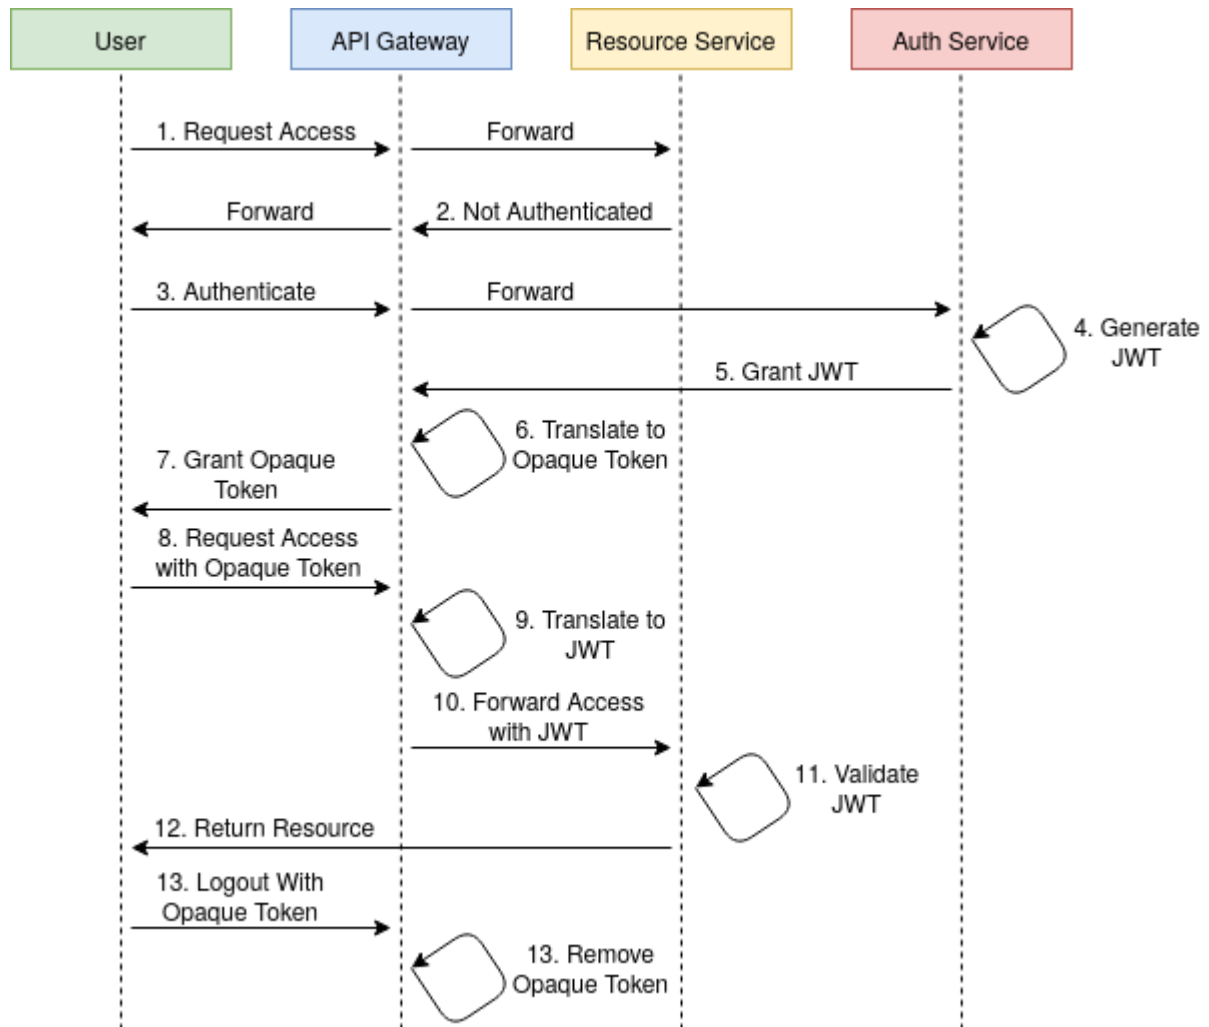 User
API Gateway
Resource Service
Auth Service
1. Request Access
Forward
Forward
2. Not Authenticated
3. Authenticate
Forward
4. Generate
JWT
5. Grant JWT
6. Translate to
Opaque Token
7. Grant Opaque
Token
8. Request Access
with Opaque Token
9. Translate to
JWT
10. Forward Access
with JWT
11. Validate
JWT
12. Return Resource
13. Logout With
Opaque Token
13. Remove
Opaque Token